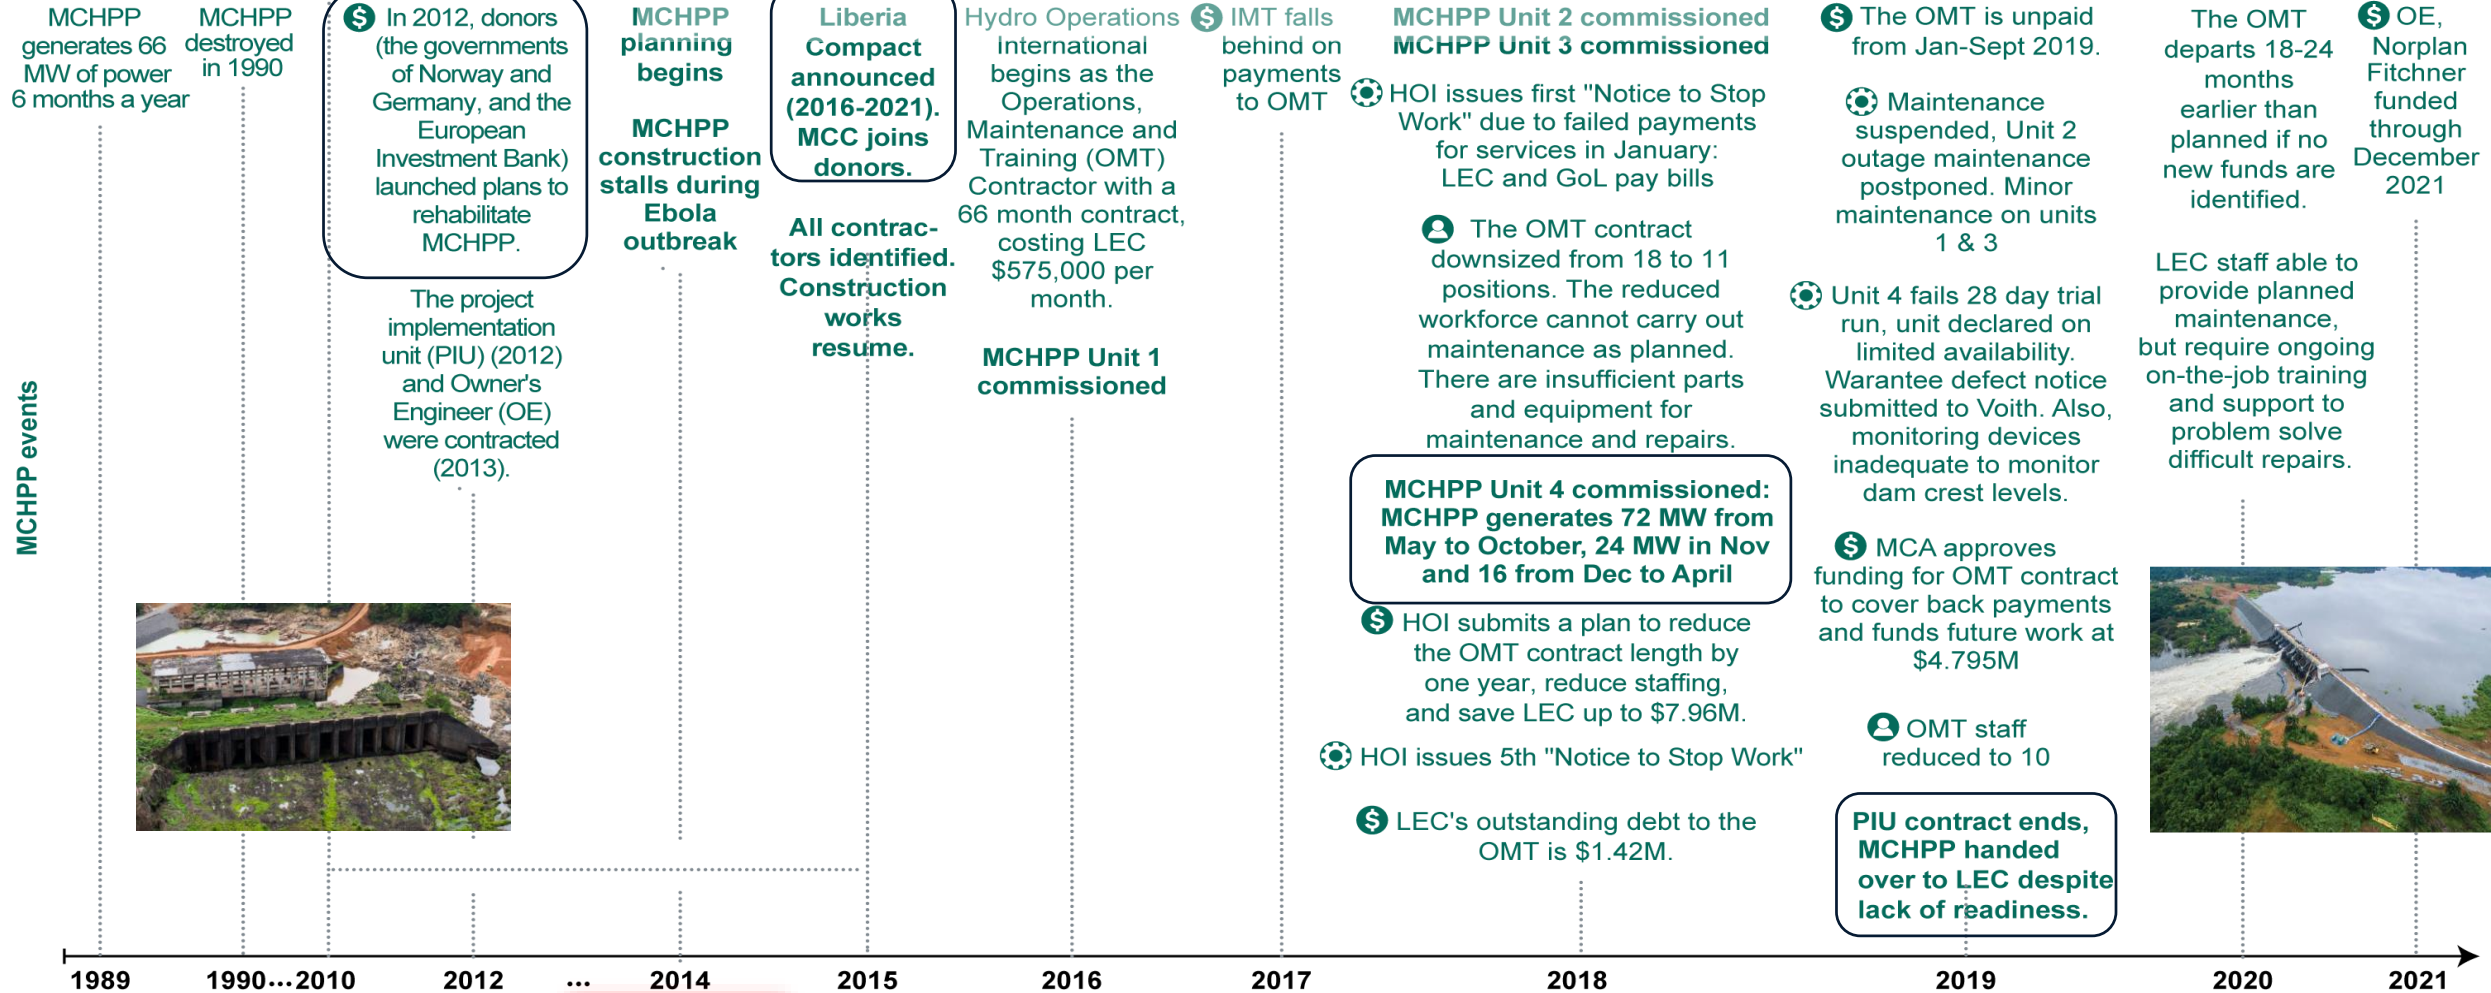 MCHPP
generates 66
MW of power
6 months a year
MCHPP
destroyed
in 1990
In 2012, donors
(the governments
of Norway and
Germany, and the
European
Investment Bank)
launched plans to
rehabilitate
MCHPP.
The project
implementation
unit (PIU) (2012)
and Owner's
Engineer (OE)
were contracted
(2013).
MCHPP
planning
begins
MCHPP
construction
stalls during
Ebola
outbreak
Liberia
Compact
announced
(2016-2021).
MCC joins
donors.
All contrac-
tors identified.
Construction
works
resume.
Hydro Operations
International
begins as the
Operations,
Maintenance and
Training (OMT)
Contractor with a
66 month contract,
costing LEC
$575,000 per
month.
MCHPP Unit 1
commissioned
IMT falls
behind on
payments
to OMT
MCHPP Unit 2 commissioned
MCHPP Unit 3 commissioned
HOI issues first "Notice to Stop
Work" due to failed payments
for services in January:
LEC and GoL pay bills
The OMT contract
downsized from 18 to 11
positions. The reduced
workforce cannot carry out
maintenance as planned.
There are insufficient parts
and equipment for
maintenance and repairs.
MCHPP Unit 4 commissioned:
MCHPP generates 72 MW from
May to October, 24 MW in Nov
and 16 from Dec to April
HOI submits a plan to reduce
the OMT contract length by
one year, reduce staffing,
and save LEC up to $7.96M.
HOI issues 5th "Notice to Stop Work"
LEC's outstanding debt to the
OMT is $1.42M.
The OMT is unpaid
from Jan-Sept 2019.
Maintenance
suspended, Unit 2
outage maintenance
postponed. Minor
maintenance on units
1 & 3
Unit 4 fails 28 day trial
run, unit declared on
limited availability.
Warantee defect notice
submitted to Voith. Also,
monitoring devices
inadequate to monitor
dam crest levels.
MCA approves
funding for OMT contract
to cover back payments
and funds future work at
$4.795M
OMT staff
reduced to 10
PIU contract ends,
MCHPP handed
over to LEC despite
lack of readiness.
The OMT
departs 18-24
months
earlier than
planned if no
new funds are
identified.
LEC staff able to
provide planned
maintenance,
but require ongoing
on-the-job training
and support to
problem solve
difficult repairs.
OE,
Norplan
Fitchner
funded
through
December
2021
MCHPP events
1989 1990...2010 2012 ... 2014 2015 2016 2017 2018 2019 2020 2021